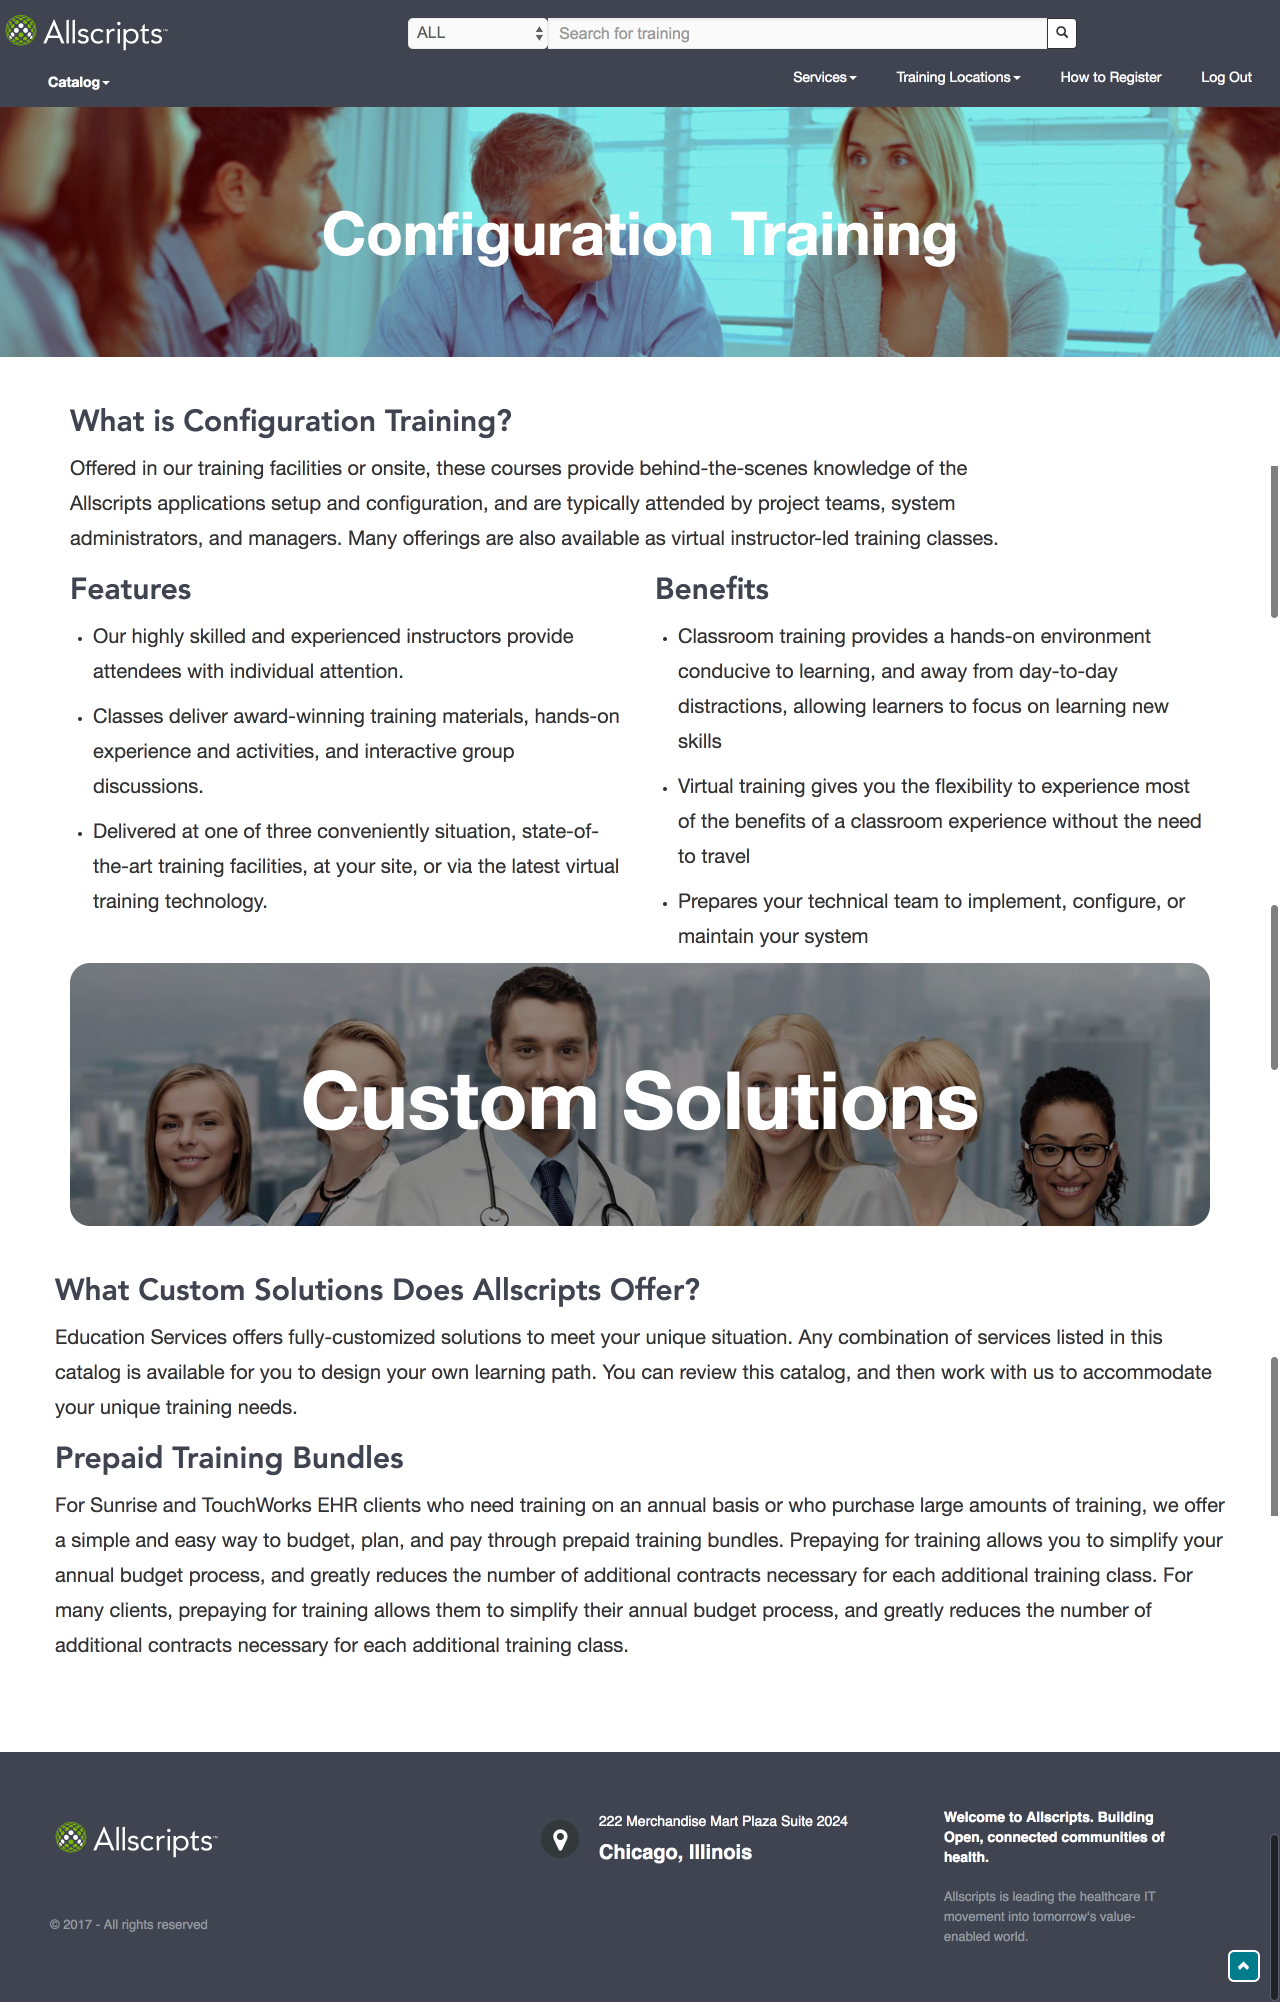 Allscripts™
ALL
Search for training
Catalog
Services
Training Locations
How to Register
Log Out
Configuration Training
What is Configuration Training?
Offered in our training facilities or onsite, these courses provide behind-the-scenes knowledge of the
Allscripts applications setup and configuration, and are typically attended by project teams, system
administrators, and managers. Many offerings are also available as virtual instructor-led training classes.
Features
• Our highly skilled and experienced instructors provide
attendees with individual attention.
• Classes deliver award-winning training materials, hands-on
experience and activities, and interactive group
discussions.
• Delivered at one of three conveniently situation, state-of-
the-art training facilities, at your site, or via the latest virtual
training technology.
Benefits
• Classroom training provides a hands-on environment
conducive to learning, and away from day-to-day
distractions, allowing learners to focus on learning new
skills
• Virtual training gives you the flexibility to experience most
of the benefits of a classroom experience without the need
to travel
• Prepares your technical team to implement, configure, or
maintain your system
Custom Solutions
What Custom Solutions Does Allscripts Offer?
Education Services offers fully-customized solutions to meet your unique situation. Any combination of services listed in this
catalog is available for you to design your own learning path. You can review this catalog, and then work with us to accommodate
your unique training needs.
Prepaid Training Bundles
For Sunrise and TouchWorks EHR clients who need training on an annual basis or who purchase large amounts of training, we offer
a simple and easy way to budget, plan, and pay through prepaid training bundles. Prepaying for training allows you to simplify your
annual budget process, and greatly reduces the number of additional contracts necessary for each additional training class. For
many clients, prepaying for training allows them to simplify their annual budget process, and greatly reduces the number of
additional contracts necessary for each additional training class.
Allscripts™
© 2017 - All rights reserved
222 Merchandise Mart Plaza Suite 2024
Chicago, Illinois
Welcome to Allscripts. Building
Open, connected communities of
health.
Allscripts is leading the healthcare IT
movement into tomorrow's value-
enabled world.